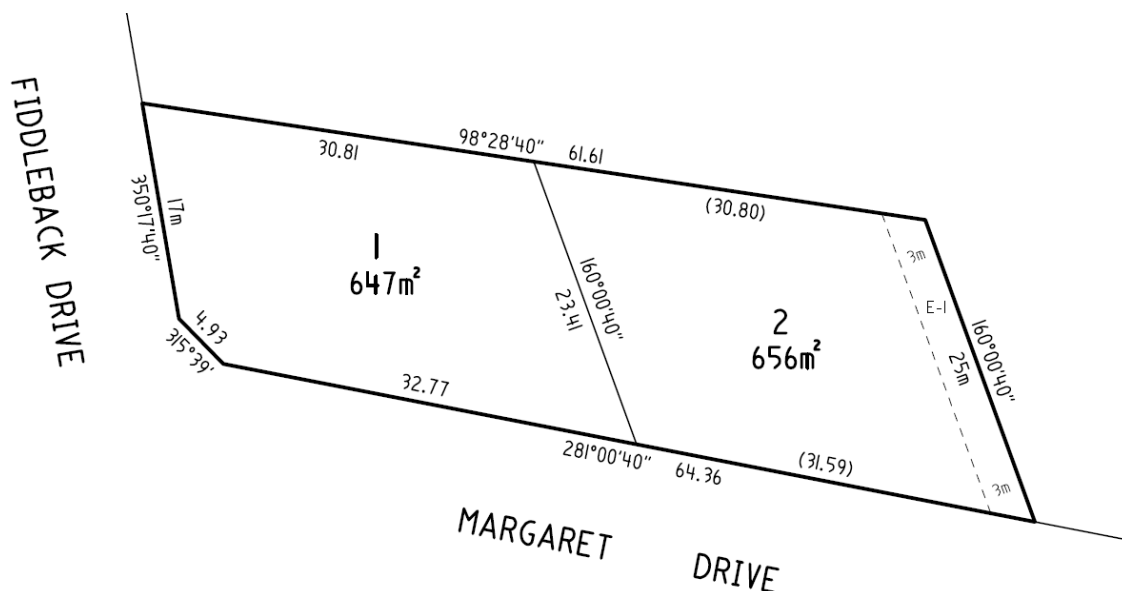 FIDDLEBACK DRIVE
350°17'40"
17m
30.81
98°28'40"
61.61
(30.80)
1
647m²
160°00'40"
23.41
2
656m²
3m
E-1
25m
160°00'40"
3m
4.93
315°39'
32.77
281°00'40"
64.36
(31.59)
MARGARET DRIVE